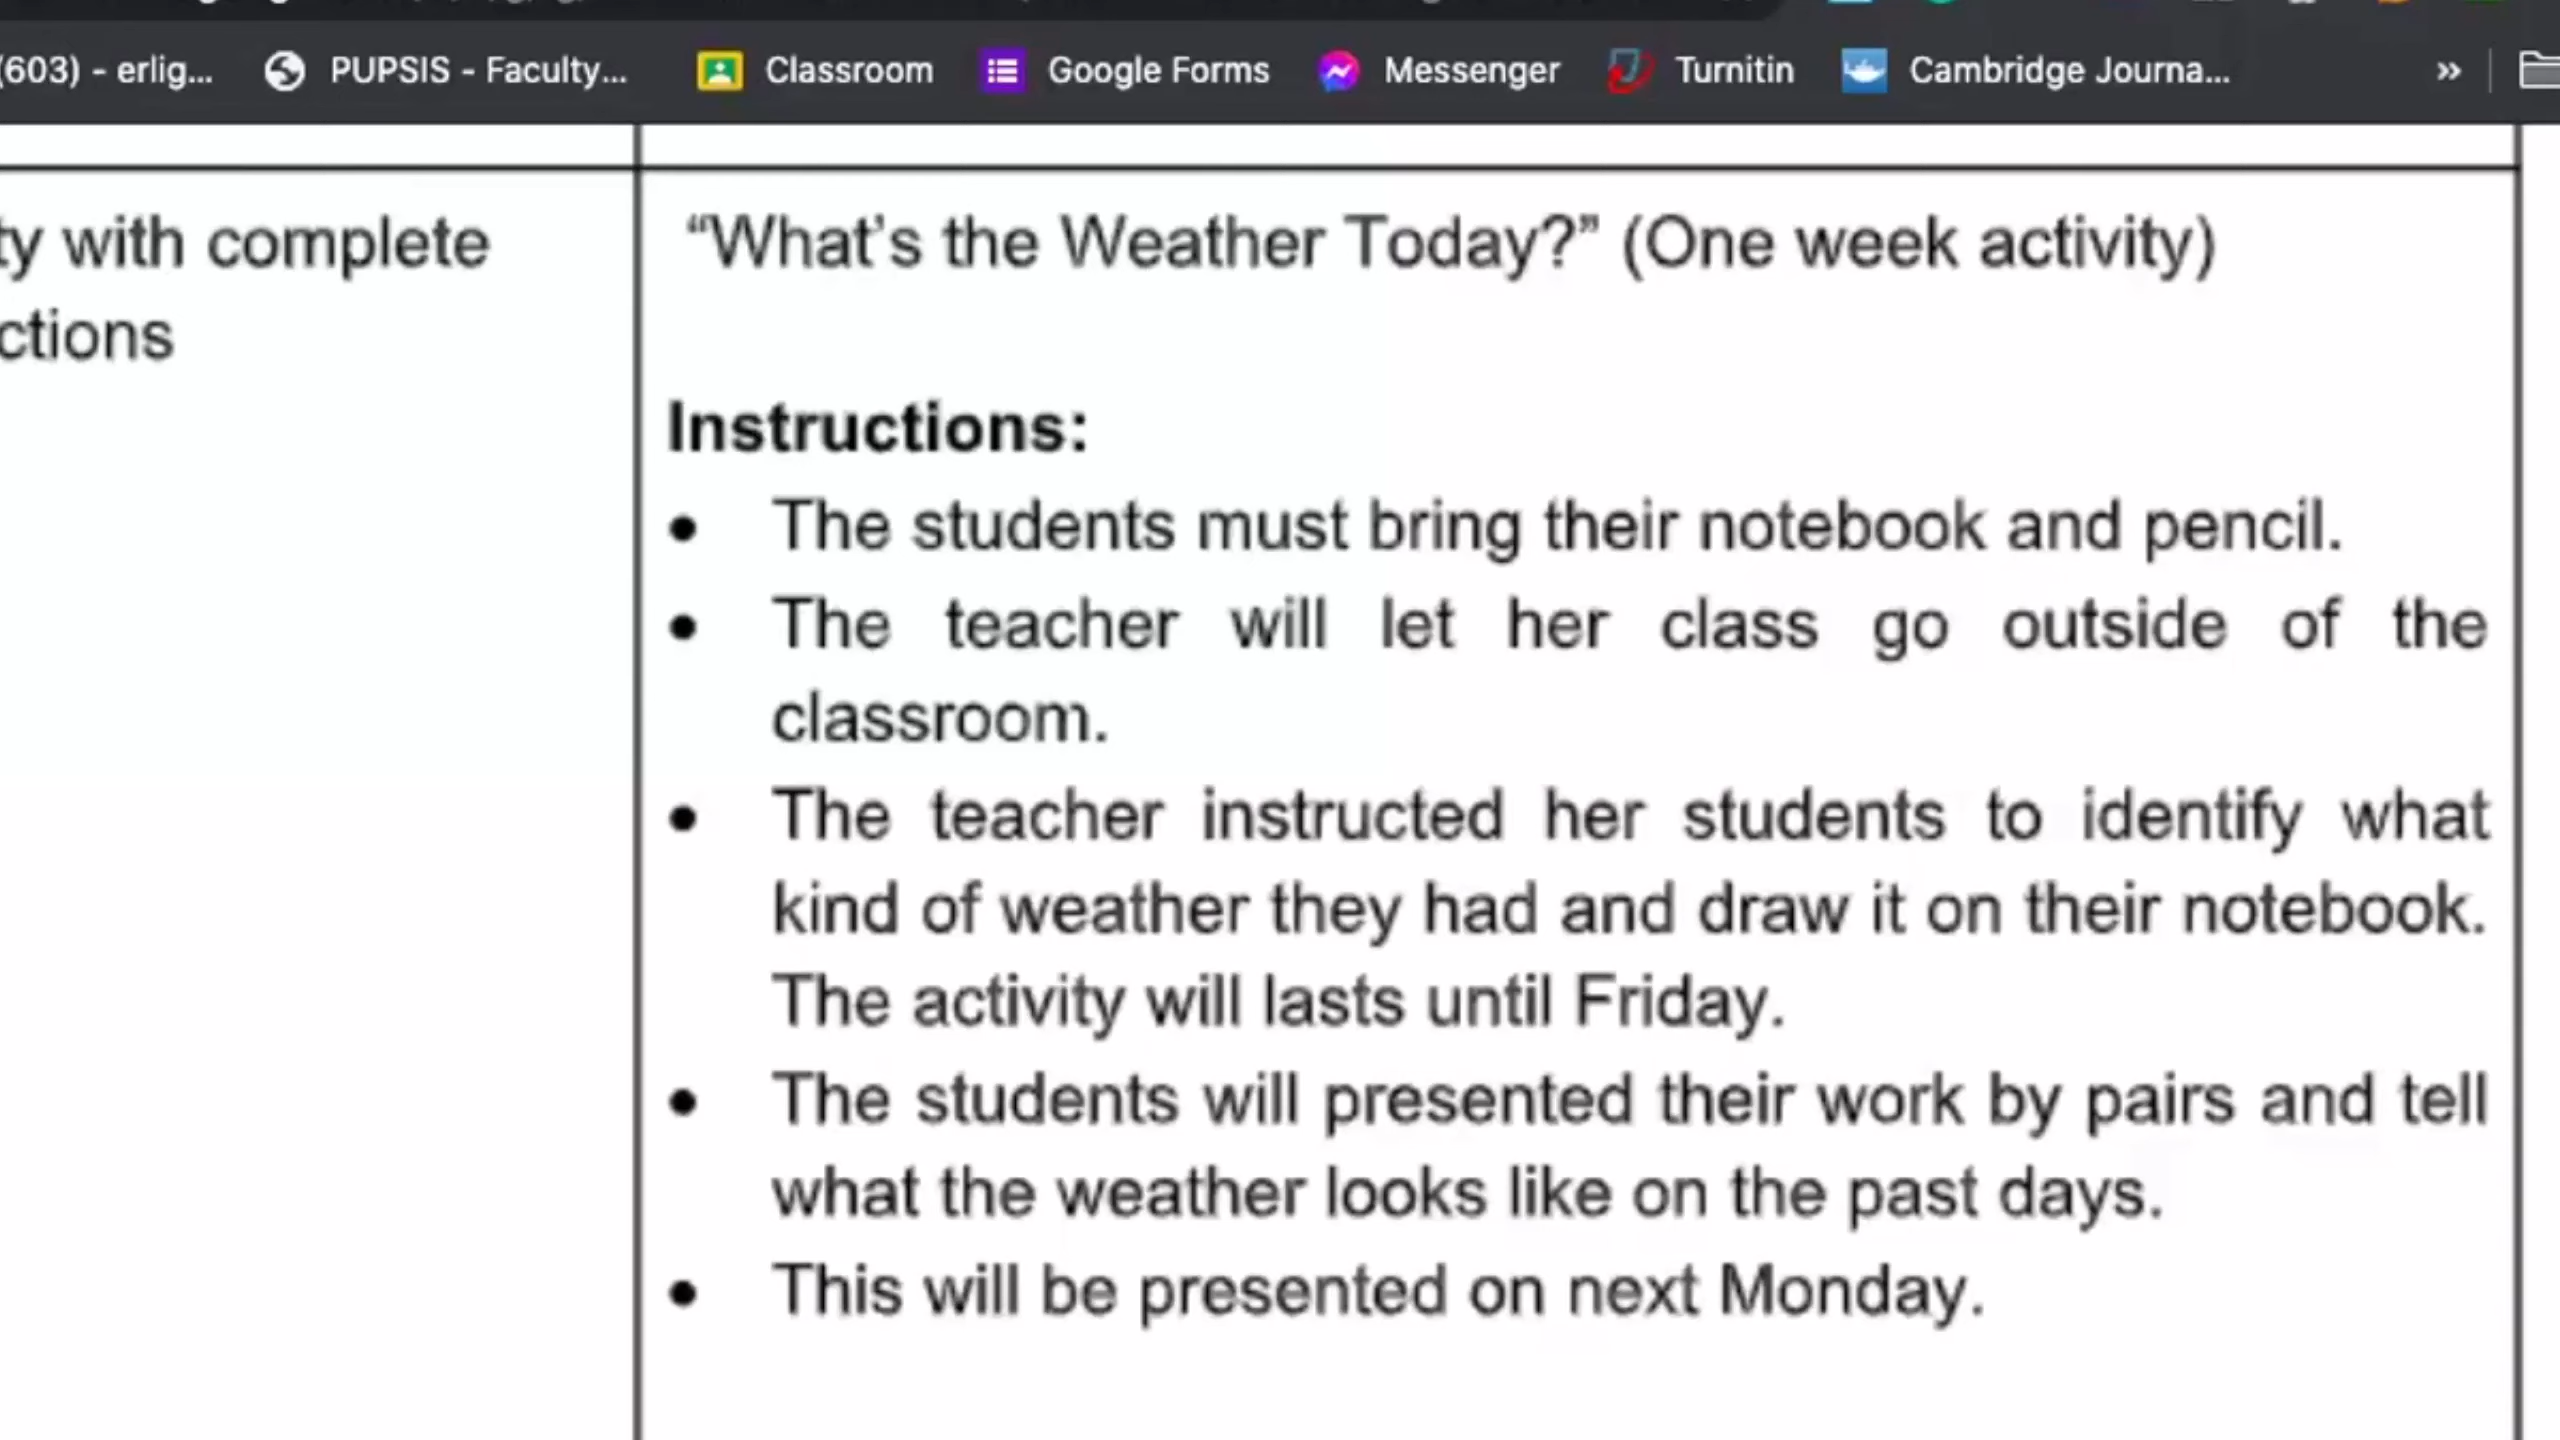 (603) - erlig... PUPSIS - Faculty... Classroom Google Forms Messenger Turnitin Cambridge Journa... »
ty with complete
ctions
“What’s the Weather Today?” (One week activity)
Instructions:
• The students must bring their notebook and pencil.
• The teacher will let her class go outside of the
classroom.
• The teacher instructed her students to identify what
kind of weather they had and draw it on their notebook.
The activity will lasts until Friday.
• The students will presented their work by pairs and tell
what the weather looks like on the past days.
• This will be presented on next Monday.